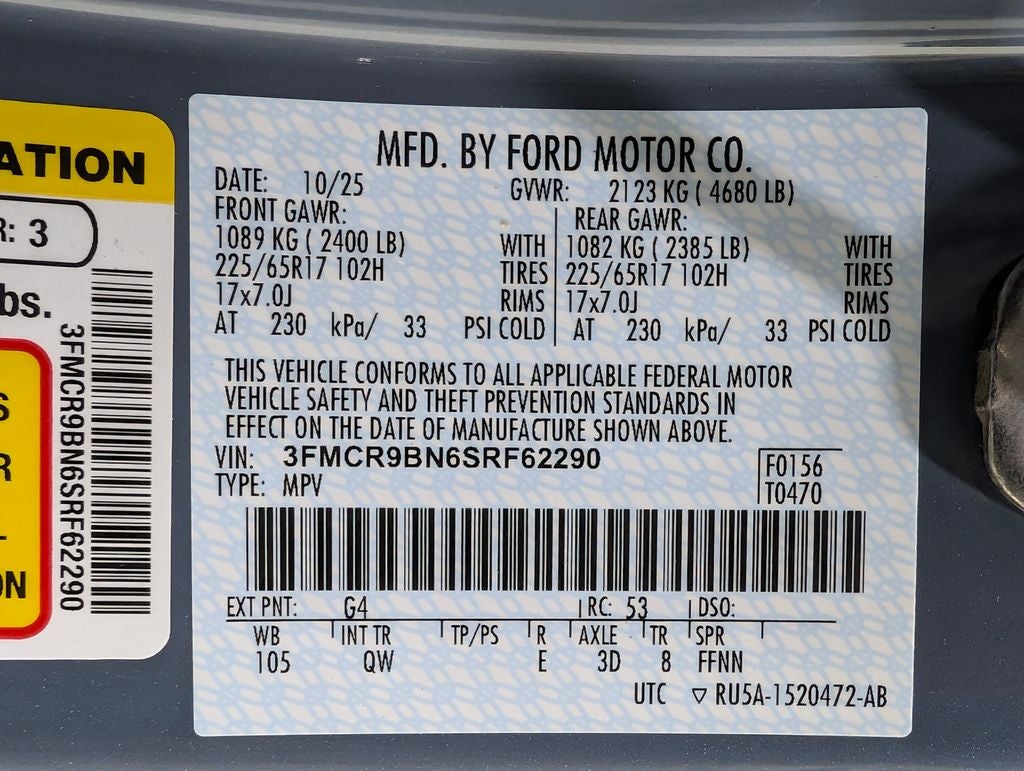 ATION
R: 3
bs.
S
R
ON
3FMCR9BN6SRF62290
MFD. BY FORD MOTOR CO.
DATE: 10/25 GVWR: 2123 KG ( 4680 LB)
FRONT GAWR: REAR GAWR:
1089 KG ( 2400 LB) WITH 1082 KG ( 2385 LB) WITH
225/65R17 102H TIRES 225/65R17 102H TIRES
17x7.0J RIMS 17x7.0J RIMS
AT 230 kPa/ 33 PSI COLD AT 230 kPa/ 33 PSI COLD
THIS VEHICLE CONFORMS TO ALL APPLICABLE FEDERAL MOTOR
VEHICLE SAFETY AND THEFT PREVENTION STANDARDS IN
EFFECT ON THE DATE OF MANUFACTURE SHOWN ABOVE.
VIN: 3FMCR9BN6SRF62290 F0156
TYPE: MPV T0470
EXT PNT: G4 RC: 53 DSO:
WB INT TR TP/PS R AXLE TR SPR
105 QW E 3D 8 FFNN
UTC ▽ RU5A-1520472-AB